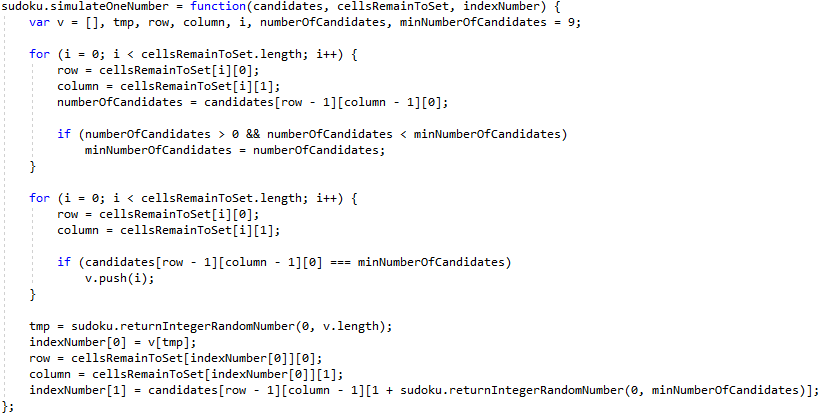 sudoku.simulateOneNumber = function(candidates, cellsRemainToSet, indexNumber) {
    var v = [], tmp, row, column, i, numberOfCandidates, minNumberOfCandidates = 9;

    for (i = 0; i < cellsRemainToSet.length; i++) {
        row = cellsRemainToSet[i][0];
        column = cellsRemainToSet[i][1];
        numberOfCandidates = candidates[row - 1][column - 1][0];

        if (numberOfCandidates > 0 && numberOfCandidates < minNumberOfCandidates)
            minNumberOfCandidates = numberOfCandidates;
    }

    for (i = 0; i < cellsRemainToSet.length; i++) {
        row = cellsRemainToSet[i][0];
        column = cellsRemainToSet[i][1];

        if (candidates[row - 1][column - 1][0] === minNumberOfCandidates)
            v.push(i);
    }

    tmp = sudoku.returnIntegerRandomNumber(0, v.length);
    indexNumber[0] = v[tmp];
    row = cellsRemainToSet[indexNumber[0]][0];
    column = cellsRemainToSet[indexNumber[0]][1];
    indexNumber[1] = candidates[row - 1][column - 1][1 + sudoku.returnIntegerRandomNumber(0, minNumberOfCandidates)];
};